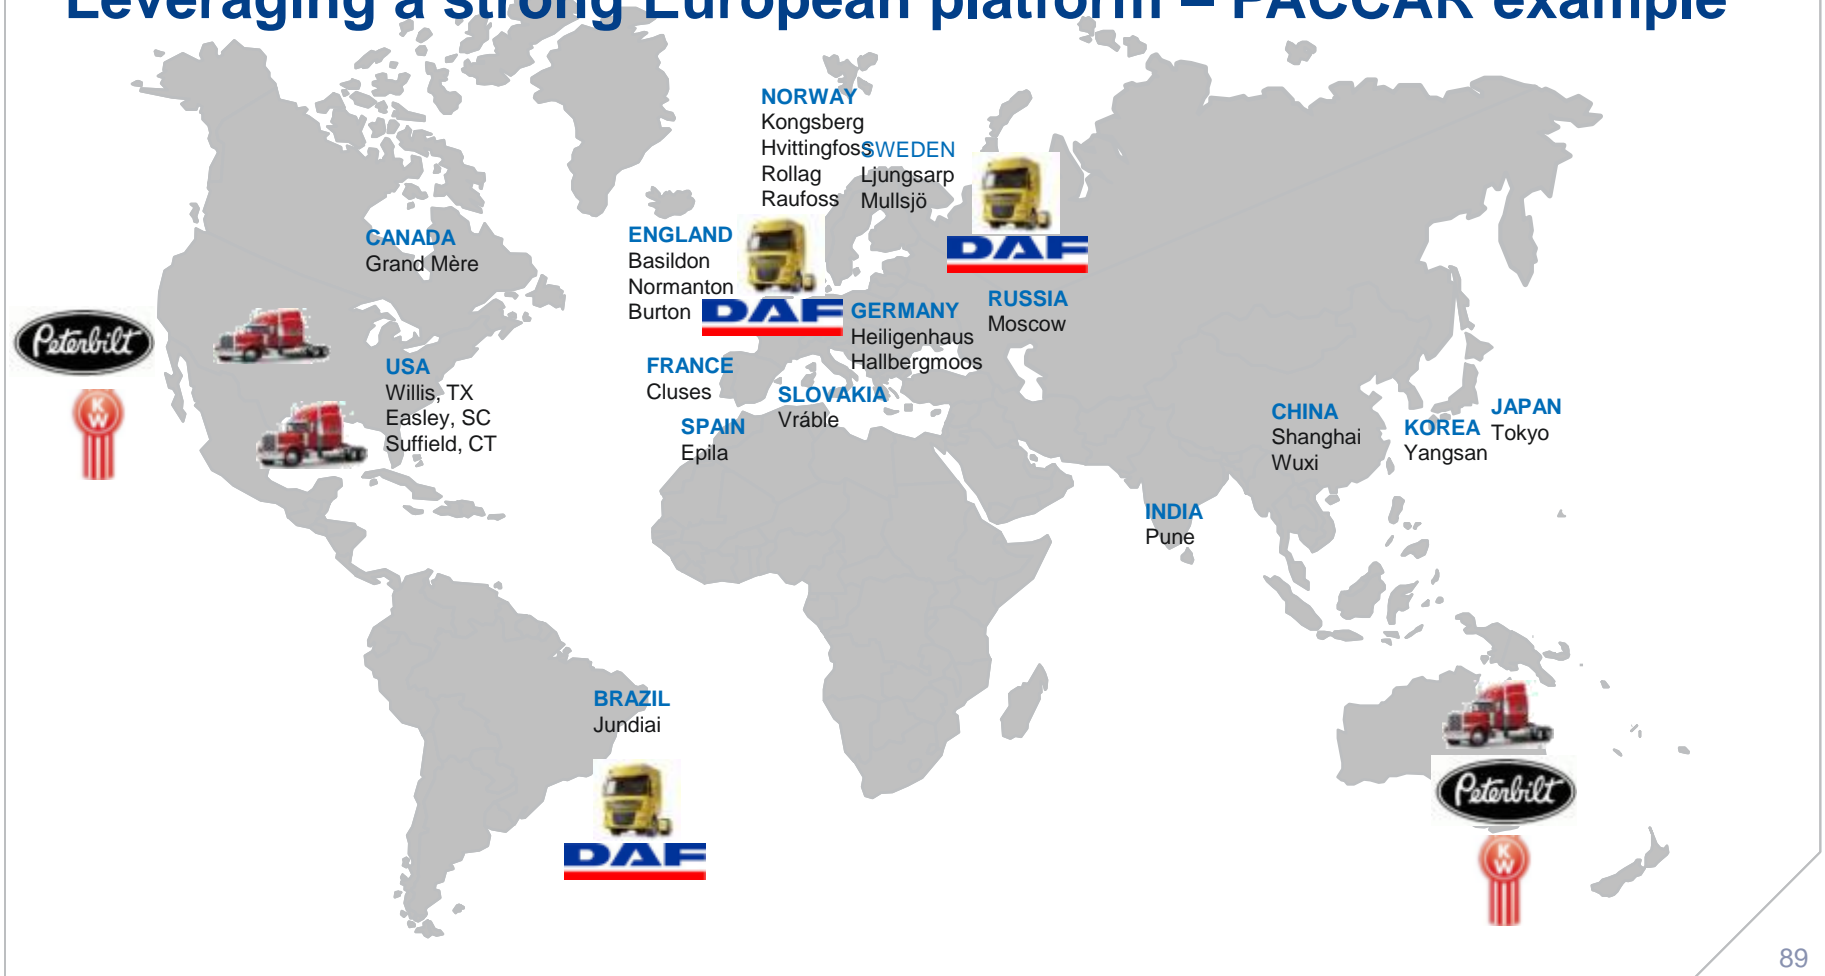 Leveraging a strong European platform – PACCAR example
NORWAY
Kongsberg
Hvittingfoss
Rollag
Raufoss
SWEDEN
Ljungsarp
Mullsjö
DAF
CANADA
Grand Mère
ENGLAND
Basildon
Normanton
Burton
DAF
GERMANY
Heiligenhaus
Hallbergmoos
RUSSIA
Moscow
Peterbilt
KW
USA
Willis, TX
Easley, SC
Suffield, CT
FRANCE
Cluses
SLOVAKIA
Vráble
SPAIN
Epila
CHINA
Shanghai
Wuxi
KOREA
Yangsan
JAPAN
Tokyo
INDIA
Pune
BRAZIL
Jundiai
DAF
Peterbilt
KW
89